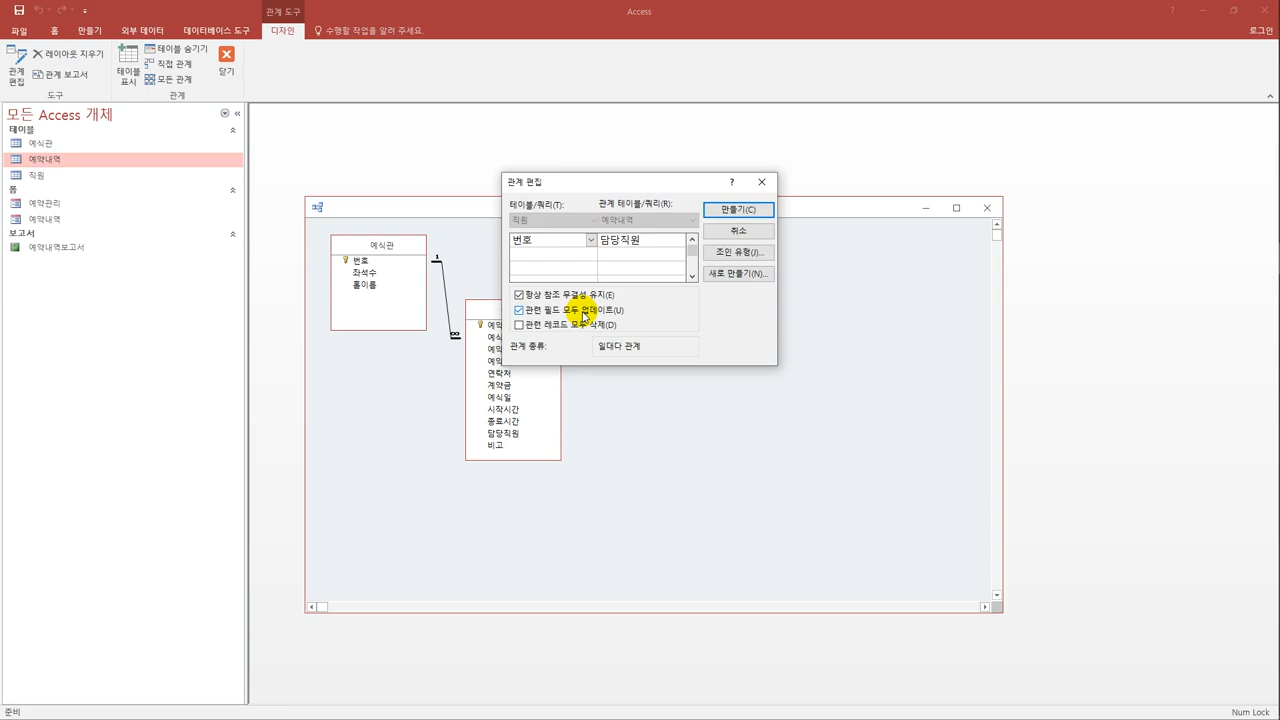 관계 도구
Access
로그인
파일
홈
만들기
외부 데이터
데이터베이스 도구
디자인
수행할 작업을 알려 주세요.
관계
편집
레이아웃 지우기
관계 보고서
도구
테이블
표시
테이블 숨기기
직접 관계
모든 관계
관계
닫기
모든 Access 개체
테이블
예식관
예약내역
직원
폼
예약관리
예약내역
보고서
예약내역보고서
예식관
번호
좌석수
홀이름
1
∞
연락처
계약금
예식일
시작시간
종료시간
담당직원
비고
관계 편집
?
테이블/쿼리(T):
관계 테이블/쿼리(R):
직원
예약내역
번호
담당직원
항상 참조 무결성 유지(E)
관련 필드 모두 업데이트(U)
관련 레코드 모두 삭제(D)
관계 종류:
일대다 관계
만들기(C)
취소
조인 유형(J)...
새로 만들기(N)...
준비
Num Lock